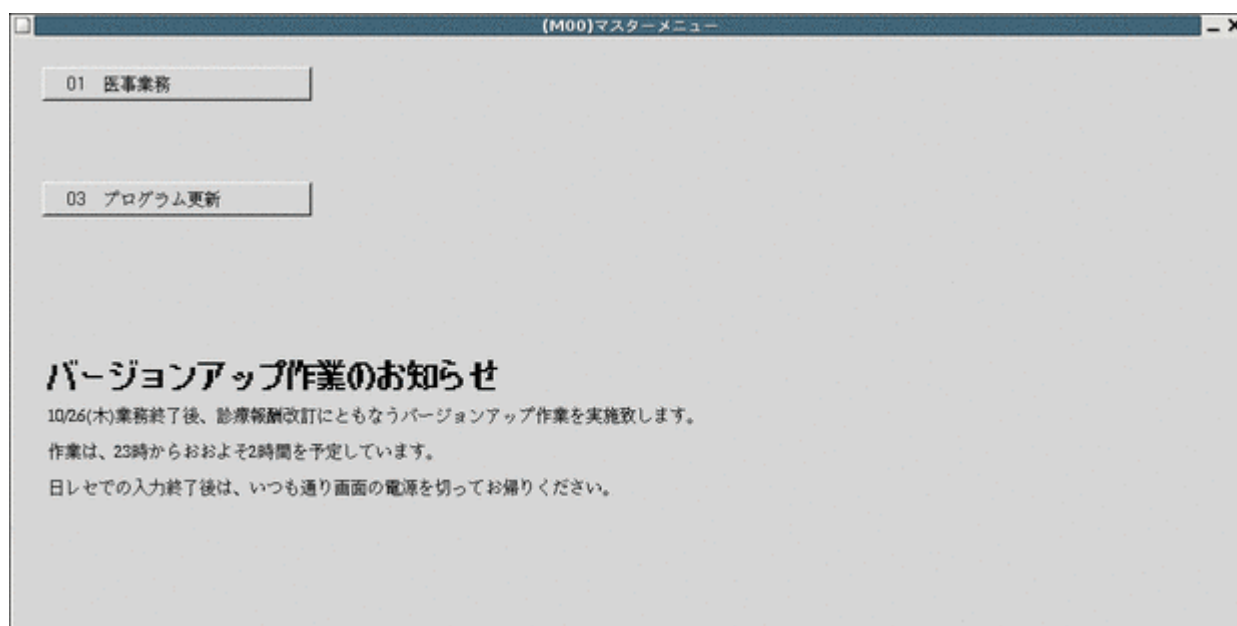 (M00)マスターメニュー
01 医事業務
03 プログラム更新
バージョンアップ作業のお知らせ
10/26(木)業務終了後、診療報酬改訂にともなうバージョンアップ作業を実施致します。
作業は、23時からおおよそ2時間を予定しています。
日レセでの入力終了後は、いつも通り画面の電源を切ってお帰りください。